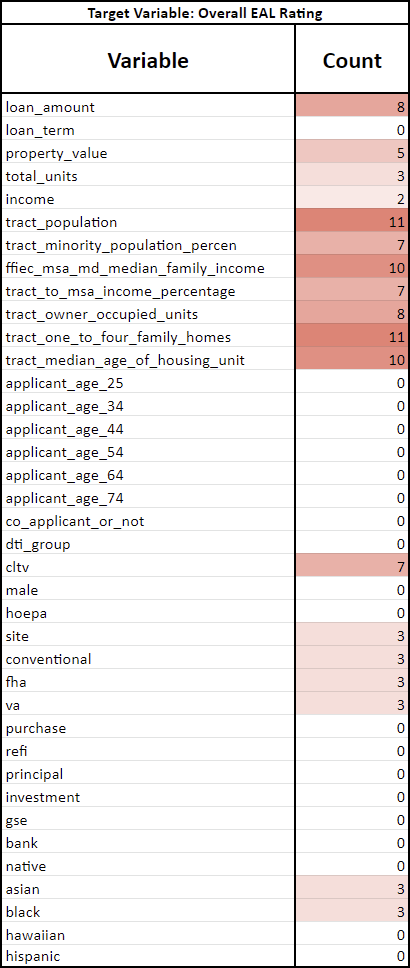 Target Variable: Overall EAL Rating
Variable Count
loan_amount 8
loan_term 0
property_value 5
total_units 3
income 2
tract_population 11
tract_minority_population_percen 7
ffiec_msa_md_median_family_income 10
tract_to_msa_income_percentage 7
tract_owner_occupied_units 8
tract_one_to_four_family_homes 11
tract_median_age_of_housing_unit 10
applicant_age_25 0
applicant_age_34 0
applicant_age_44 0
applicant_age_54 0
applicant_age_64 0
applicant_age_74 0
co_applicant_or_not 0
dti_group 0
cltv 7
male 0
hoepa 0
site 3
conventional 3
fha 3
va 3
purchase 0
refi 0
principal 0
investment 0
gse 0
bank 0
native 0
asian 3
black 3
hawaiian 0
hispanic 0